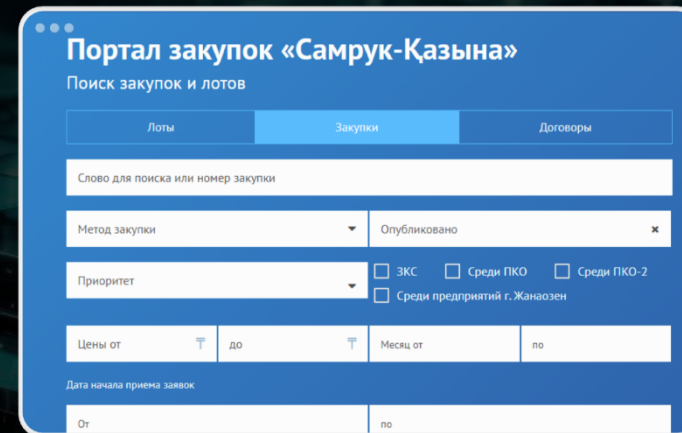 Портал закупок «Самрук-Қазына»
Поиск закупок и лотов
Лоты Закупки Договоры
Слово для поиска или номер закупки
Метод закупки Опубликовано
Приоритет ЗКС Среди ПКО Среди ПКО-2
Среди предприятий г. Жанаозен
Цены от ₸ до ₸ Месяц от по
Дата начала приема заявок
От по